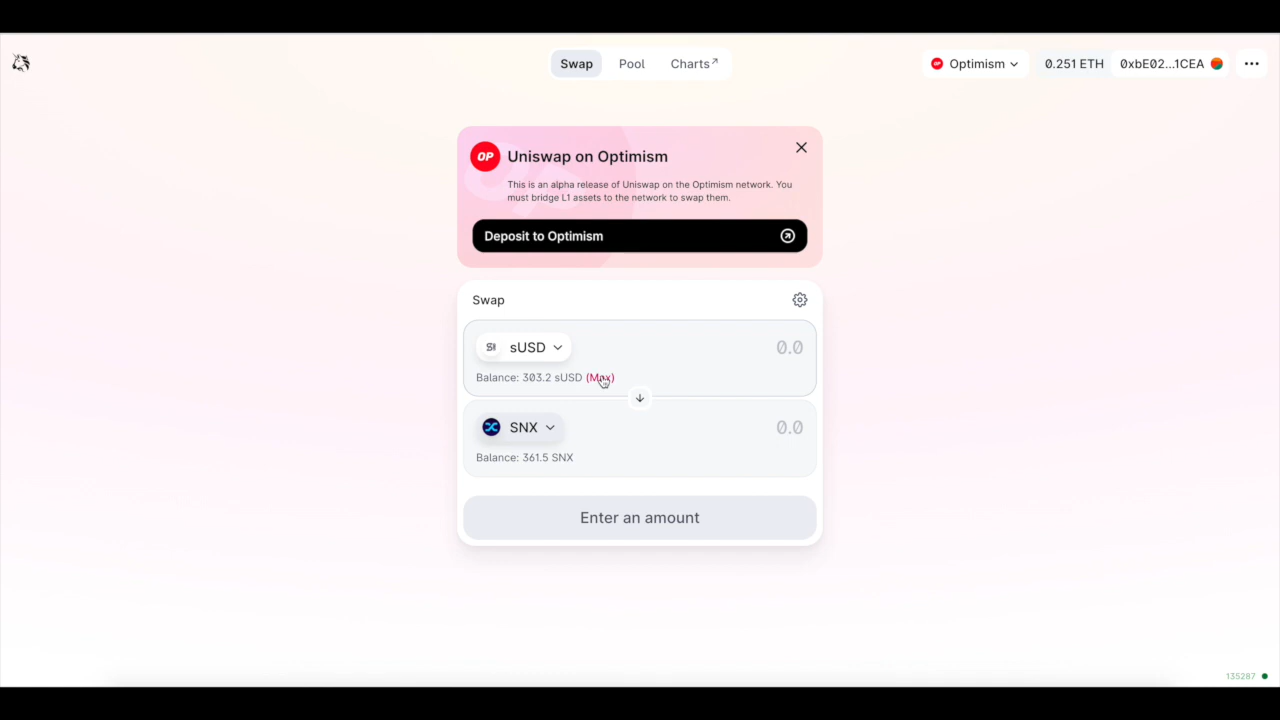 Swap Pool Charts↗ Optimism 0.251 ETH 0xbE02...1CEA ...
OP Uniswap on Optimism
This is an alpha release of Uniswap on the Optimism network. You
must bridge L1 assets to the network to swap them.
Deposit to Optimism
Swap
sUSD 0.0
Balance: 303.2 sUSD (Max)
SNX 0.0
Balance: 361.5 SNX
Enter an amount
135287